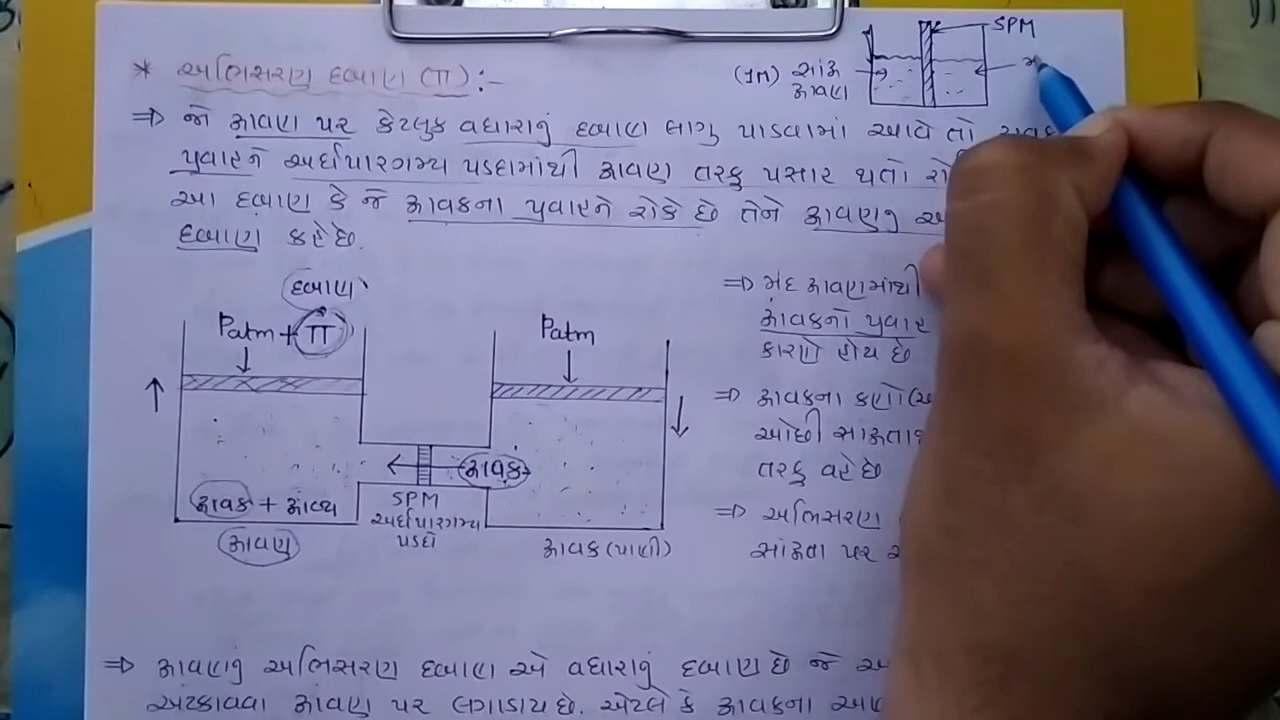 SPM
(1M) સાંદ્ર
દ્રાવણ
* અભિસરણ દબાણ (π) :-
⇒ જો દ્રાવણ પર કેટલુક વધારાનું દબાણ લાગુ પાડવામાં આવે તો
પ્રવાહને અર્ધપારગમ્ય પડદામાંથી દ્રાવણ તરફ પસાર થતો
આ દબાણ કે જે દ્રાવકના પ્રવાહને રોકે છે તેને દ્રાવણનું
દબાણ કહે છે.
દબાણ
Patm + π
Patm
દ્રાવક
દ્રાવક + દ્રાવ્ય
દ્રાવણ
SPM
અર્ધપારગમ્ય
પડદો
દ્રાવક (પાણી)
⇒ મંદ દ્રાવણમાંથી
દ્રાવકનો પ્રવાહ
કારણે હોય છે
⇒ દ્રાવકના કણો
ઓછી સાંદ્રતા
તરફ વહે છે
⇒ અભિસરણ
સાંદ્રતા પર
⇒ દ્રાવણનું અભિસરણ દબાણ એ વધારાનું દબાણ છે જે
અટકાવવા દ્રાવણ પર લગાડાય છે. એટલે કે દ્રાવકના